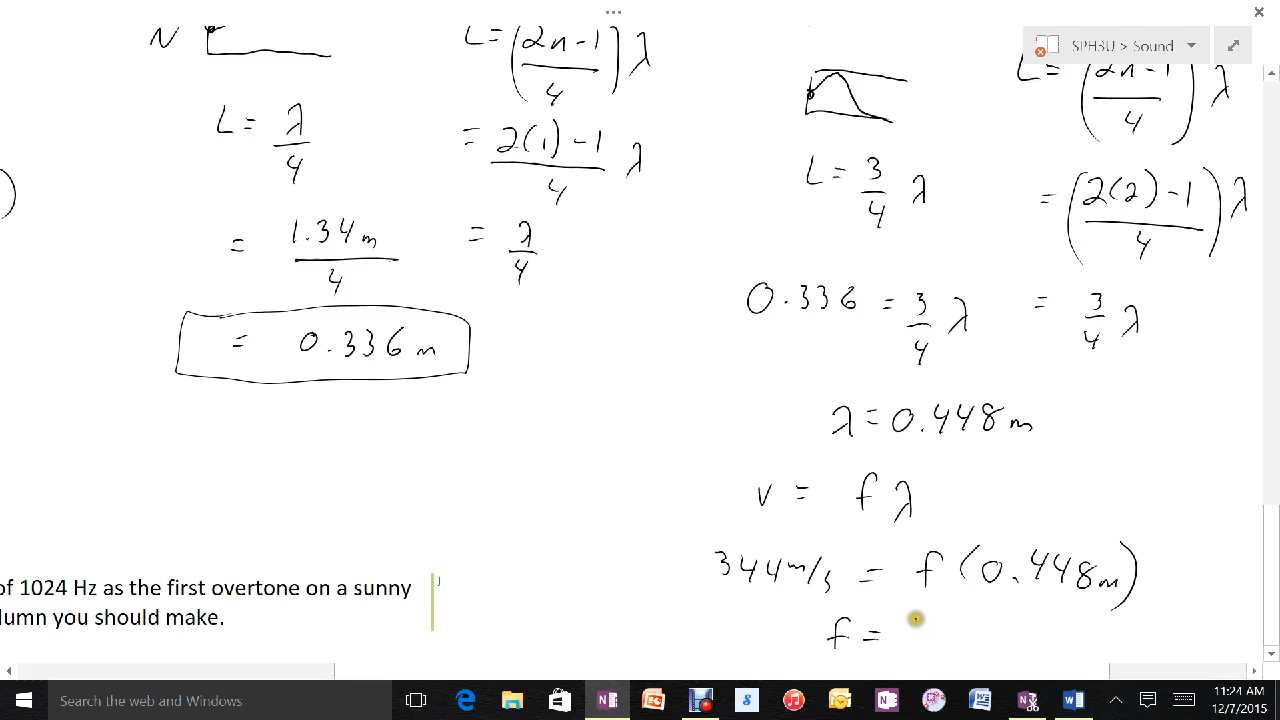 SPH3U > Sound
N
L = (2n-1/4) λ
L = λ/4
= 2(1)-1/4 λ
= 1.34 m/4
= λ/4
= 0.336 m
L = (2n-1/4) λ
L = 3/4 λ
= (2(2)-1/4) λ
0.336 = 3/4 λ
= 3/4 λ
λ = 0.448 m
v = f λ
344 m/s = f (0.448 m)
f =
of 1024 Hz as the first overtone on a sunny
lumn you should make.
Search the web and Windows
11:24 AM
12/7/2015